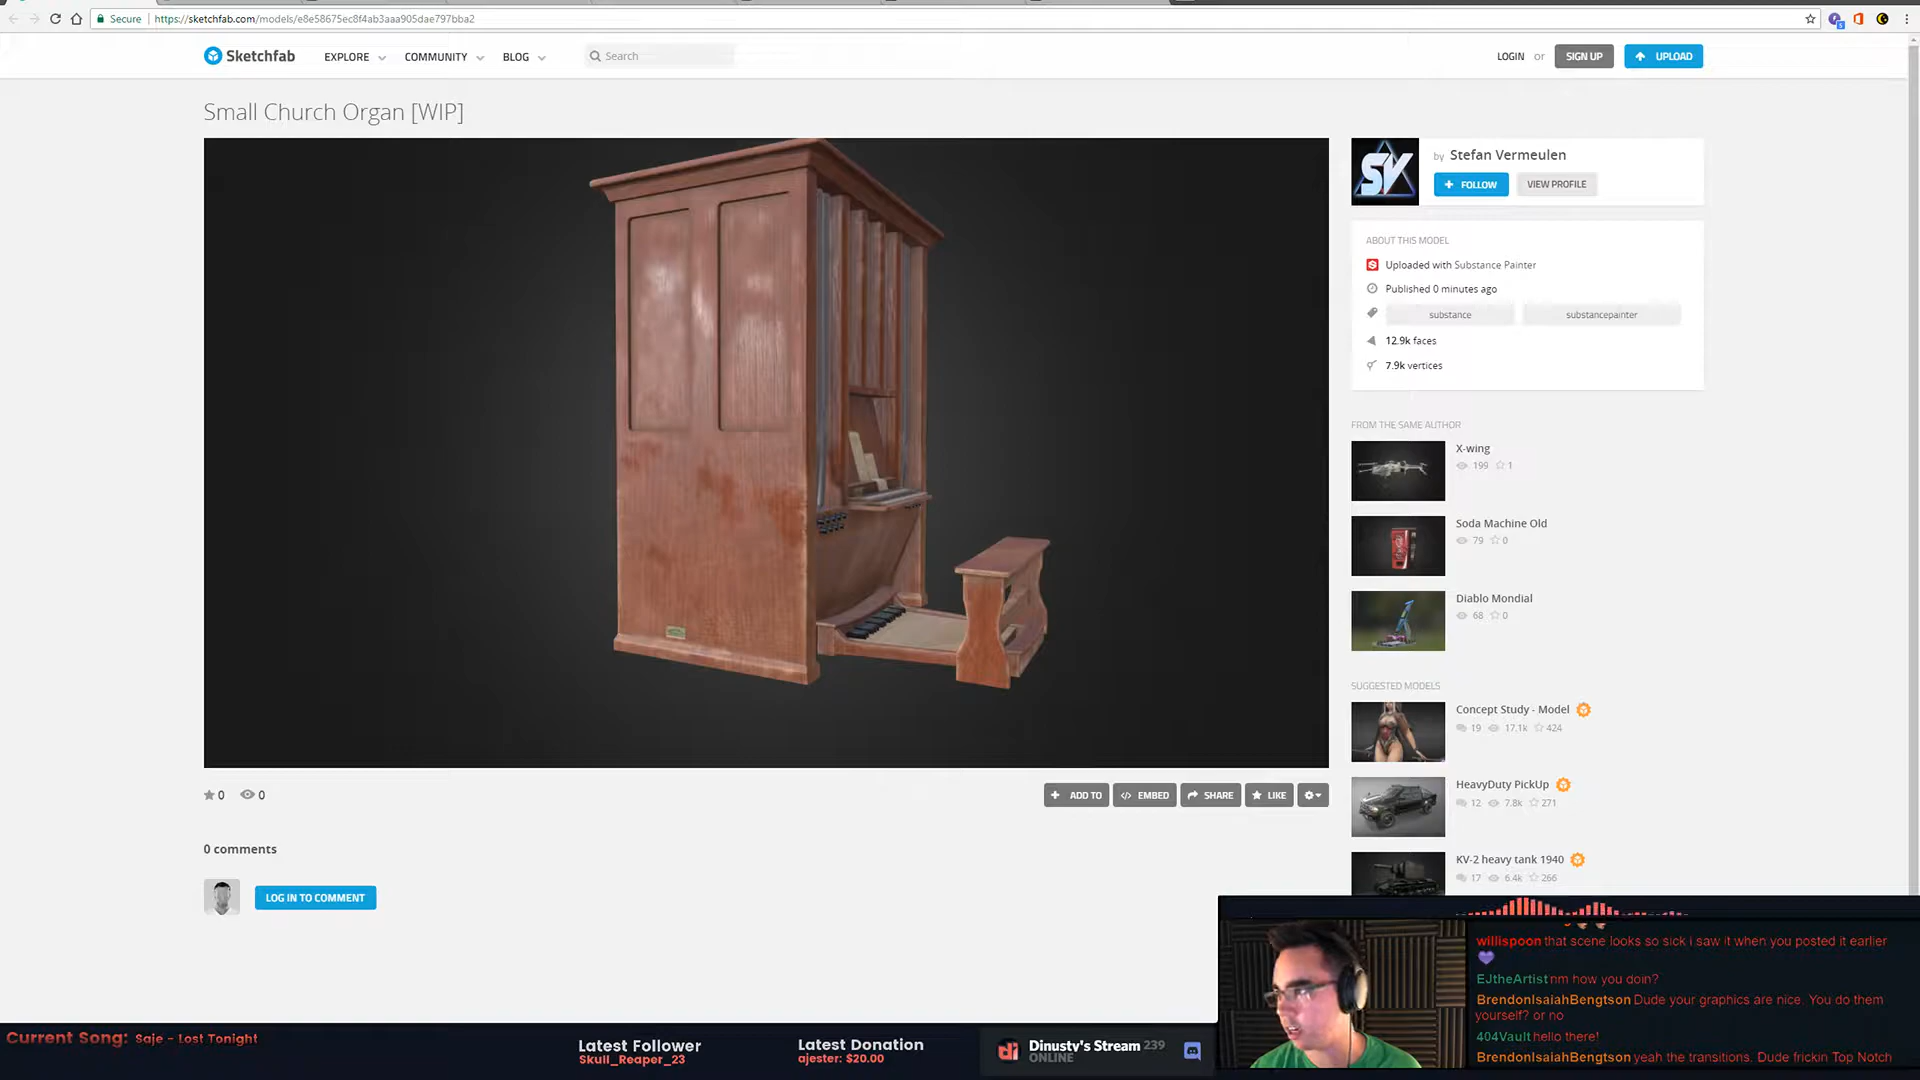 Secure
https://sketchfab.com/models/e8e58675ec8f4ab3aaa905dae797bba2
Sketchfab
EXPLORE
COMMUNITY
BLOG
Search
LOGIN or
SIGN UP
UPLOAD
Small Church Organ [WIP]
SV
by Stefan Vermeulen
+ FOLLOW
VIEW PROFILE
ABOUT THIS MODEL
Uploaded with Substance Painter
Published 0 minutes ago
substance
substancepainter
12.9k faces
7.9k vertices
FROM THE SAME AUTHOR
X-wing
199 1
Soda Machine Old
79 0
Diablo Mondial
68 0
SUGGESTED MODELS
Concept Study - Model
19 17.1k 424
HeavyDuty PickUp
12 7.8k 271
KV-2 heavy tank 1940
17 6.4k 266
0 0
+ ADD TO
</> EMBED
SHARE
LIKE
0 comments
LOG IN TO COMMENT
willispoon that scene looks so sick i saw it when you posted it earlier
EJtheArtist nm how you doin?
BrendonIsaiahBengtson Dude your graphics are nice. You do them
yourself? or no
404Vault hello there!
BrendonIsaiahBengtson yeah the transitions. Dude frickin Top Notch
Current Song: Saje - Lost Tonight
Latest Follower
Skull_Reaper_23
Latest Donation
ajester: $20.00
Dinusty's Stream 239
ONLINE